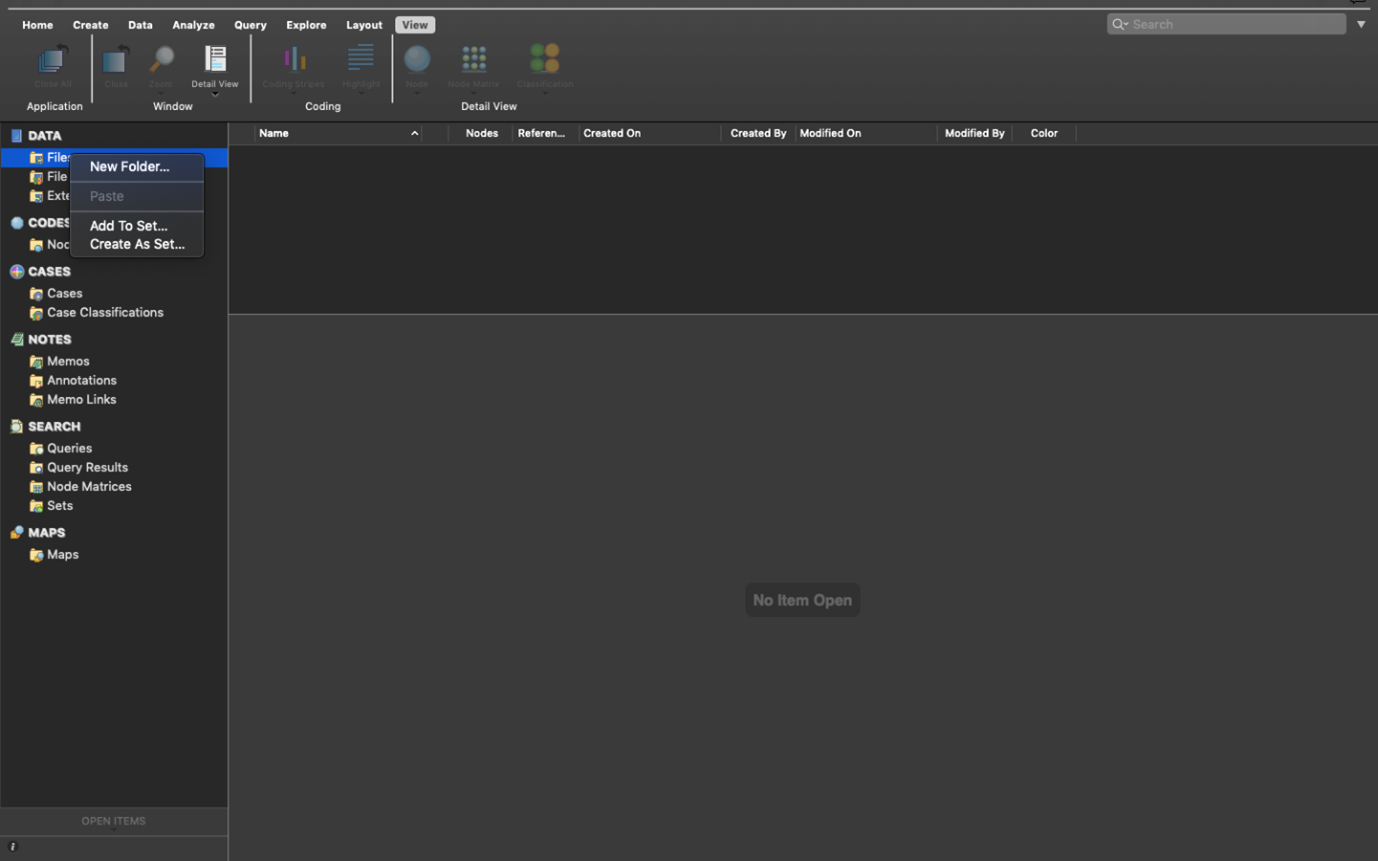 Home Create Data Analyze Query Explore Layout View
Search
Close All Close Zoom Detail View Coding Stripes Highlight Node Node Matrix Classification
Application Window Coding Detail View
DATA
Name Nodes Referen... Created On Created By Modified On Modified By Color
Files
New Folder...
File
Exte
Paste
CODES
Add To Set...
Nod
Create As Set...
CASES
Cases
Case Classifications
NOTES
Memos
Annotations
Memo Links
SEARCH
Queries
Query Results
Node Matrices
Sets
MAPS
Maps
No Item Open
OPEN ITEMS